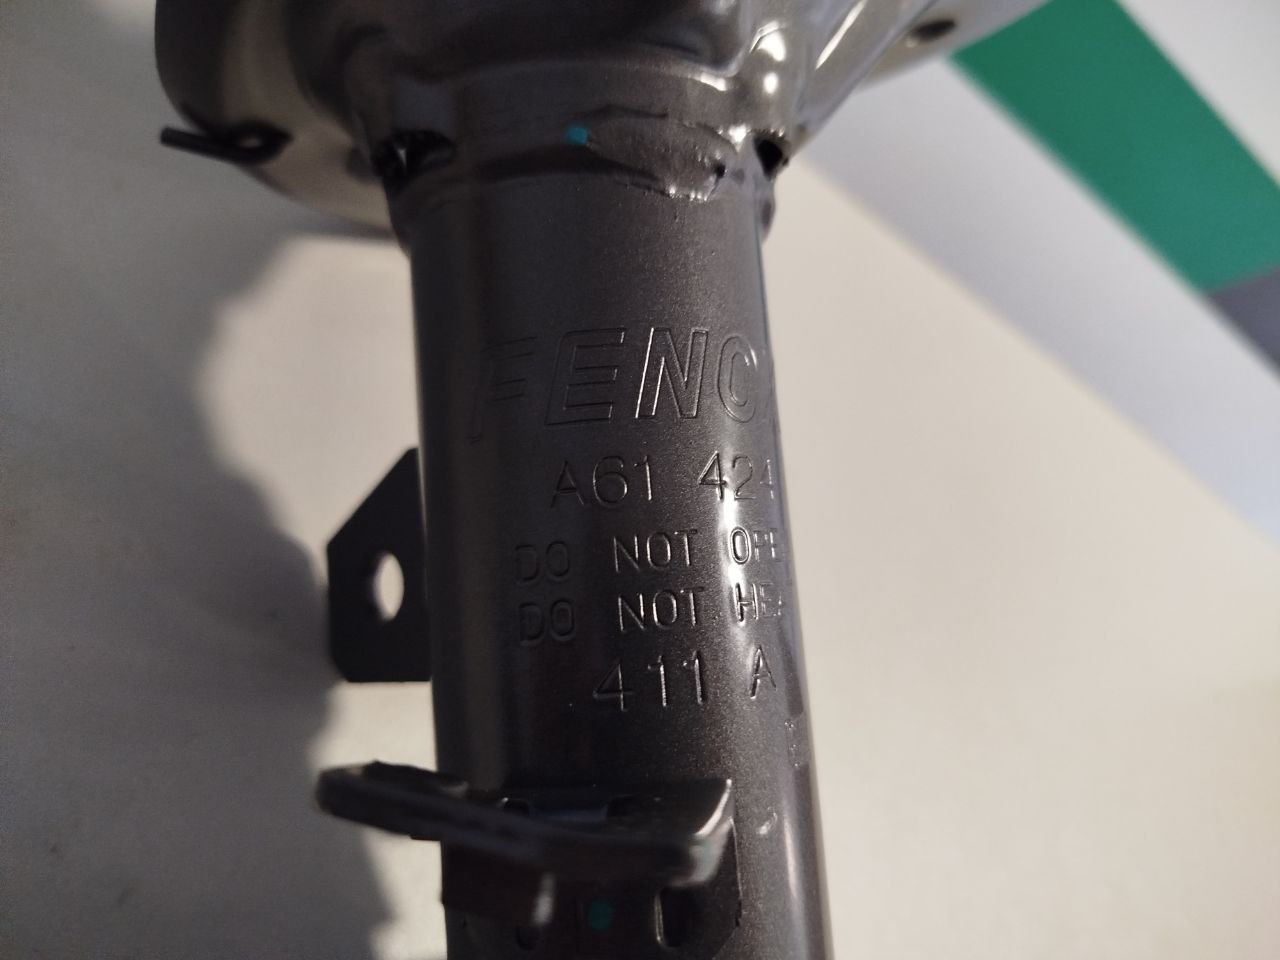 FENO
A61 424
DO NOT OPE
DO NOT HEA
411 A